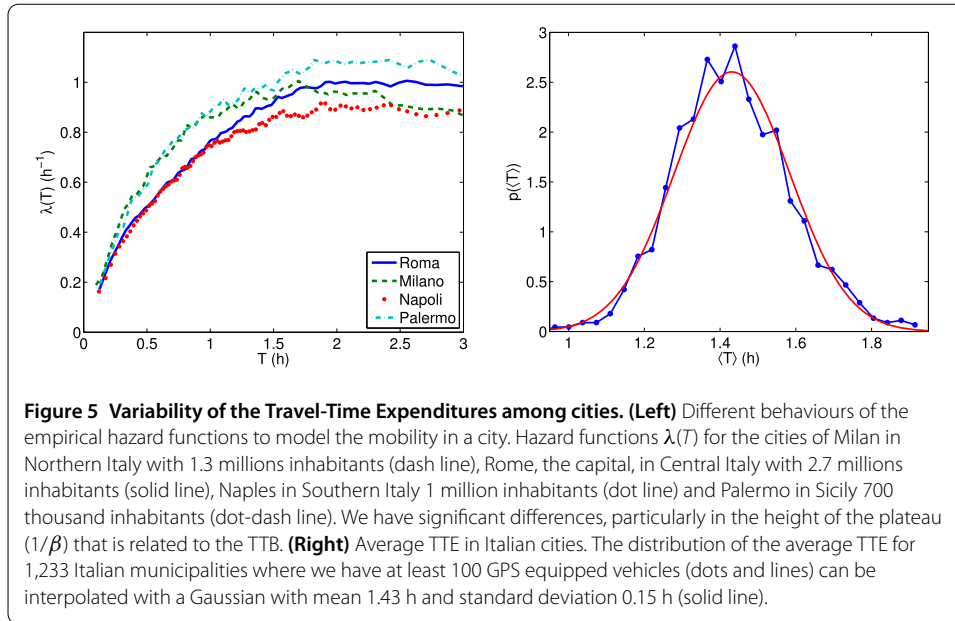 1
0.8
0.6
0.4
0.2
0
λ(T) (h⁻¹)
0 0.5 1 1.5 2 2.5 3
T (h)
Roma
Milano
Napoli
Palermo
3
2.5
2
1.5
1
0.5
0
p(⟨T⟩)
1 1.2 1.4 1.6 1.8
⟨T⟩ (h)
Figure 5 Variability of the Travel-Time Expenditures among cities. (Left) Different behaviours of the
empirical hazard functions to model the mobility in a city. Hazard functions λ(T) for the cities of Milan in
Northern Italy with 1.3 millions inhabitants (dash line), Rome, the capital, in Central Italy with 2.7 millions
inhabitants (solid line), Naples in Southern Italy 1 million inhabitants (dot line) and Palermo in Sicily 700
thousand inhabitants (dot-dash line). We have significant differences, particularly in the height of the plateau
(1/β) that is related to the TTB. (Right) Average TTE in Italian cities. The distribution of the average TTE for
1,233 Italian municipalities where we have at least 100 GPS equipped vehicles (dots and lines) can be
interpolated with a Gaussian with mean 1.43 h and standard deviation 0.15 h (solid line).